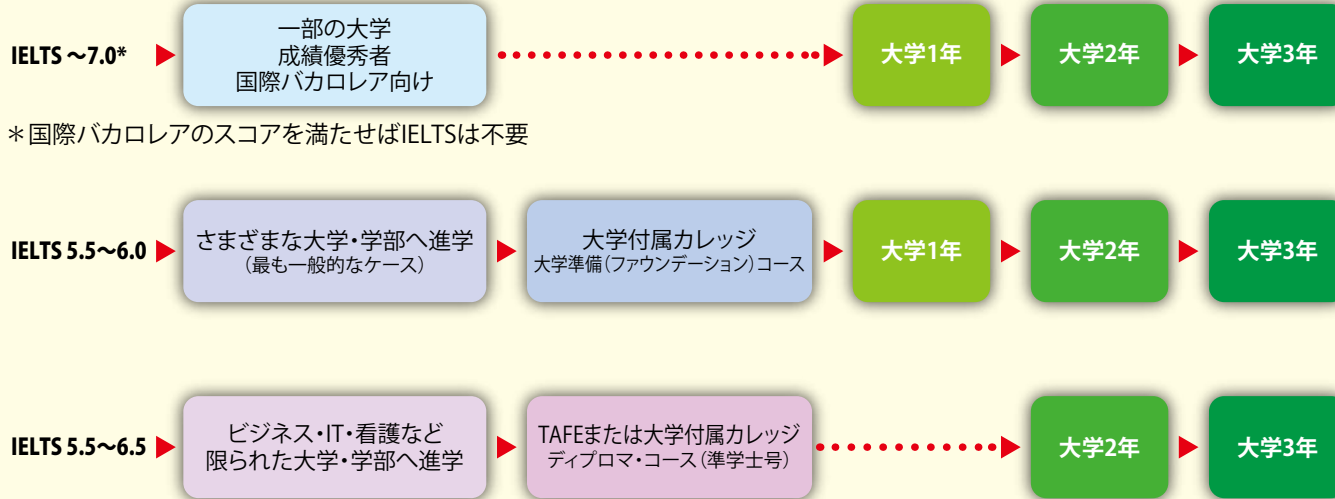 IELTS ～7.0*
一部の大学
成績優秀者
国際バカロレア向け
大学1年
大学2年
大学3年
＊国際バカロレアのスコアを満たせばIELTSは不要
IELTS 5.5～6.0
さまざまな大学・学部へ進学
（最も一般的なケース）
大学付属カレッジ
大学準備（ファウンデーション）コース
大学1年
大学2年
大学3年
IELTS 5.5～6.5
ビジネス・IT・看護など
限られた大学・学部へ進学
TAFEまたは大学付属カレッジ
ディプロマ・コース（準学士号）
大学2年
大学3年